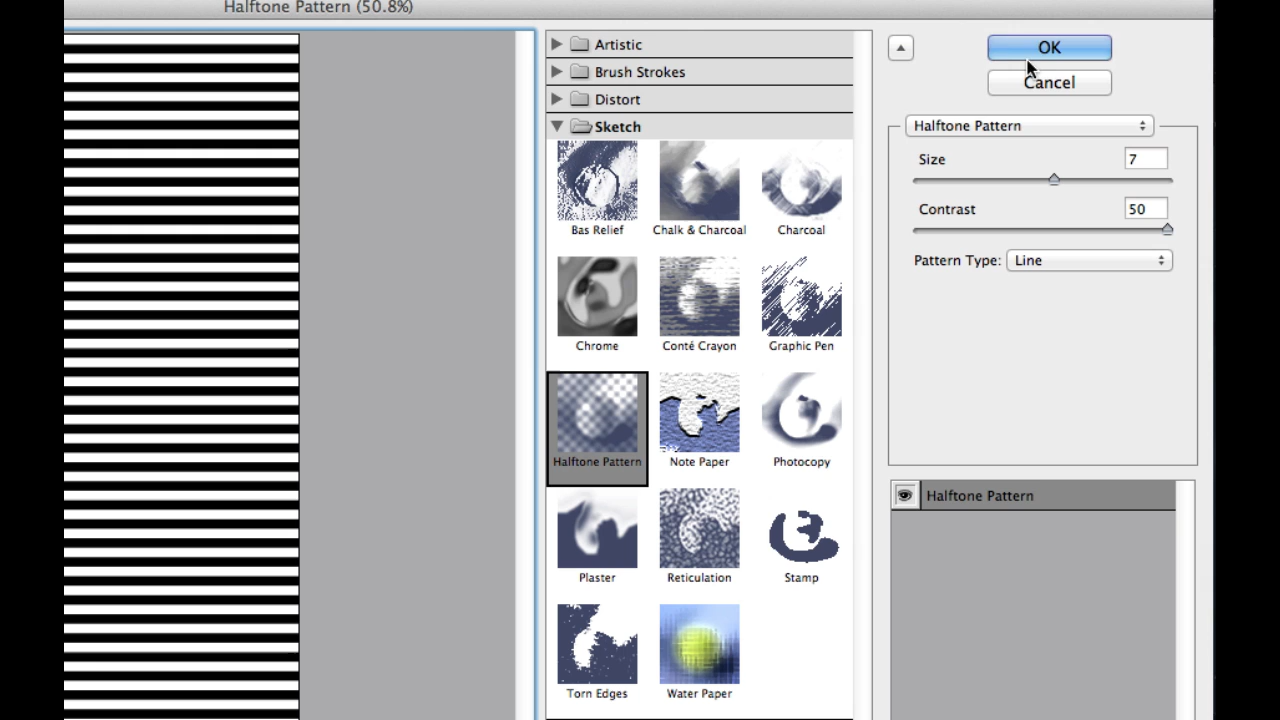 Halftone Pattern (50.8%)
Artistic
Brush Strokes
Distort
Sketch
Bas Relief
Chalk & Charcoal
Charcoal
Chrome
Conté Crayon
Graphic Pen
Halftone Pattern
Note Paper
Photocopy
Plaster
Reticulation
Stamp
Torn Edges
Water Paper
OK
Cancel
Halftone Pattern
Size
7
Contrast
50
Pattern Type: Line
Halftone Pattern